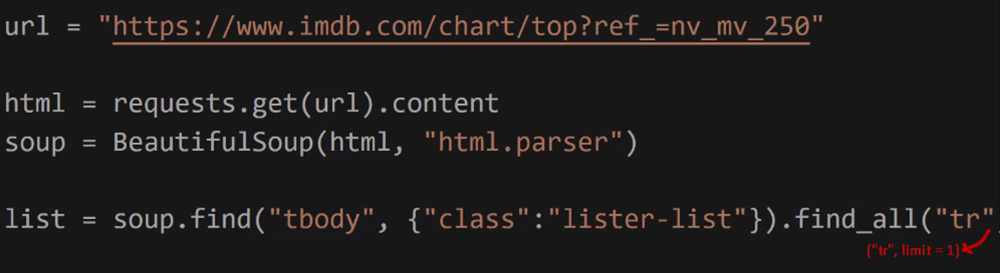 url = "https://www.imdb.com/chart/top?ref_=nv_mv_250"
html = requests.get(url).content
soup = BeautifulSoup(html, "html.parser")
list = soup.find("tbody", {"class":"lister-list"}).find_all("tr"
("tr", limit = 1)